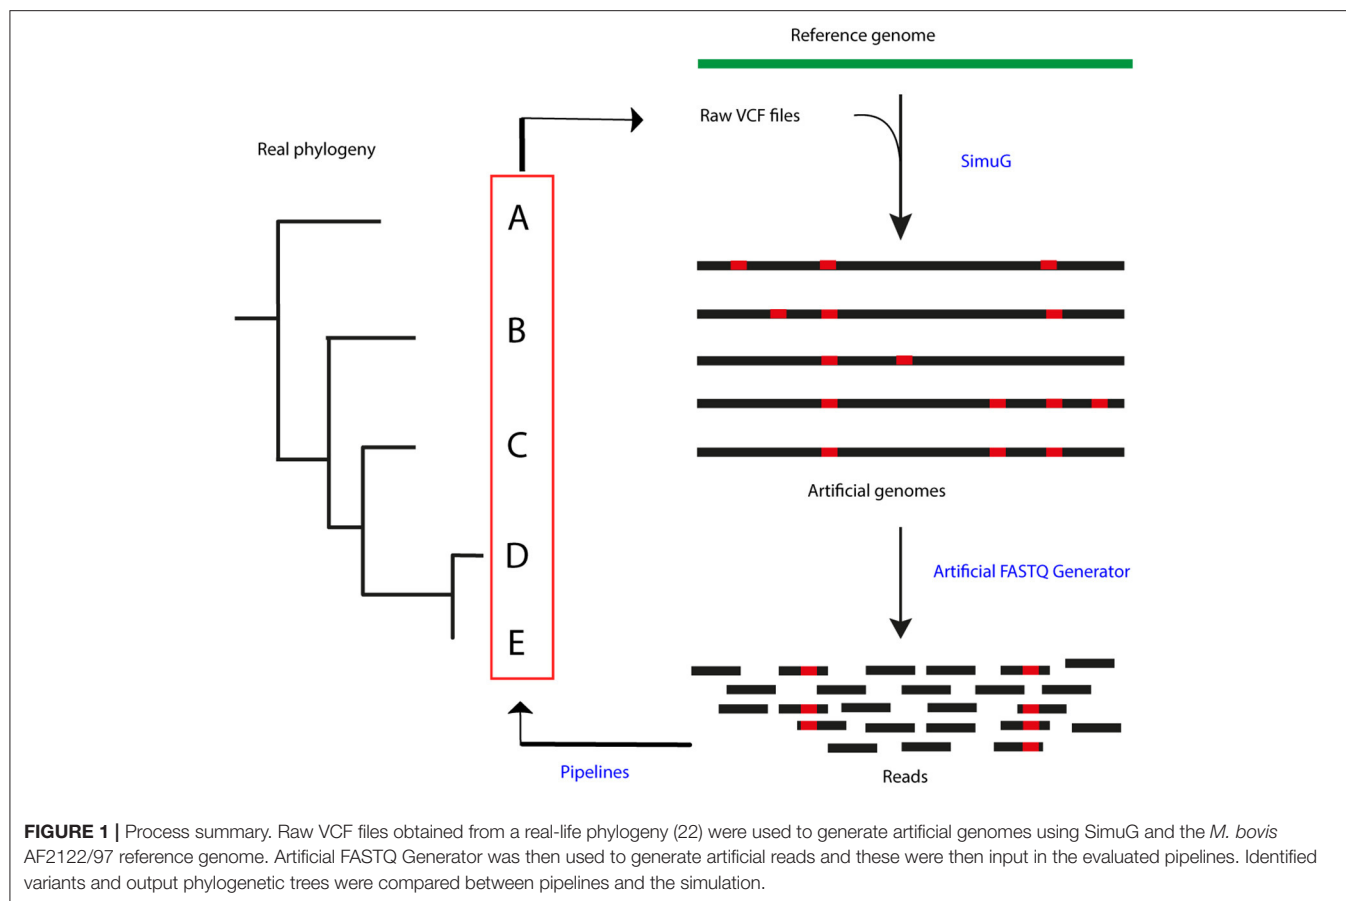 Reference genome
Raw VCF files
SimuG
Real phylogeny
A
B
C
D
E
Artificial genomes
Artificial FASTQ Generator
Reads
Pipelines
FIGURE 1 | Process summary. Raw VCF files obtained from a real-life phylogeny (22) were used to generate artificial genomes using SimuG and the M. bovis
AF2122/97 reference genome. Artificial FASTQ Generator was then used to generate artificial reads and these were then input in the evaluated pipelines. Identified
variants and output phylogenetic trees were compared between pipelines and the simulation.